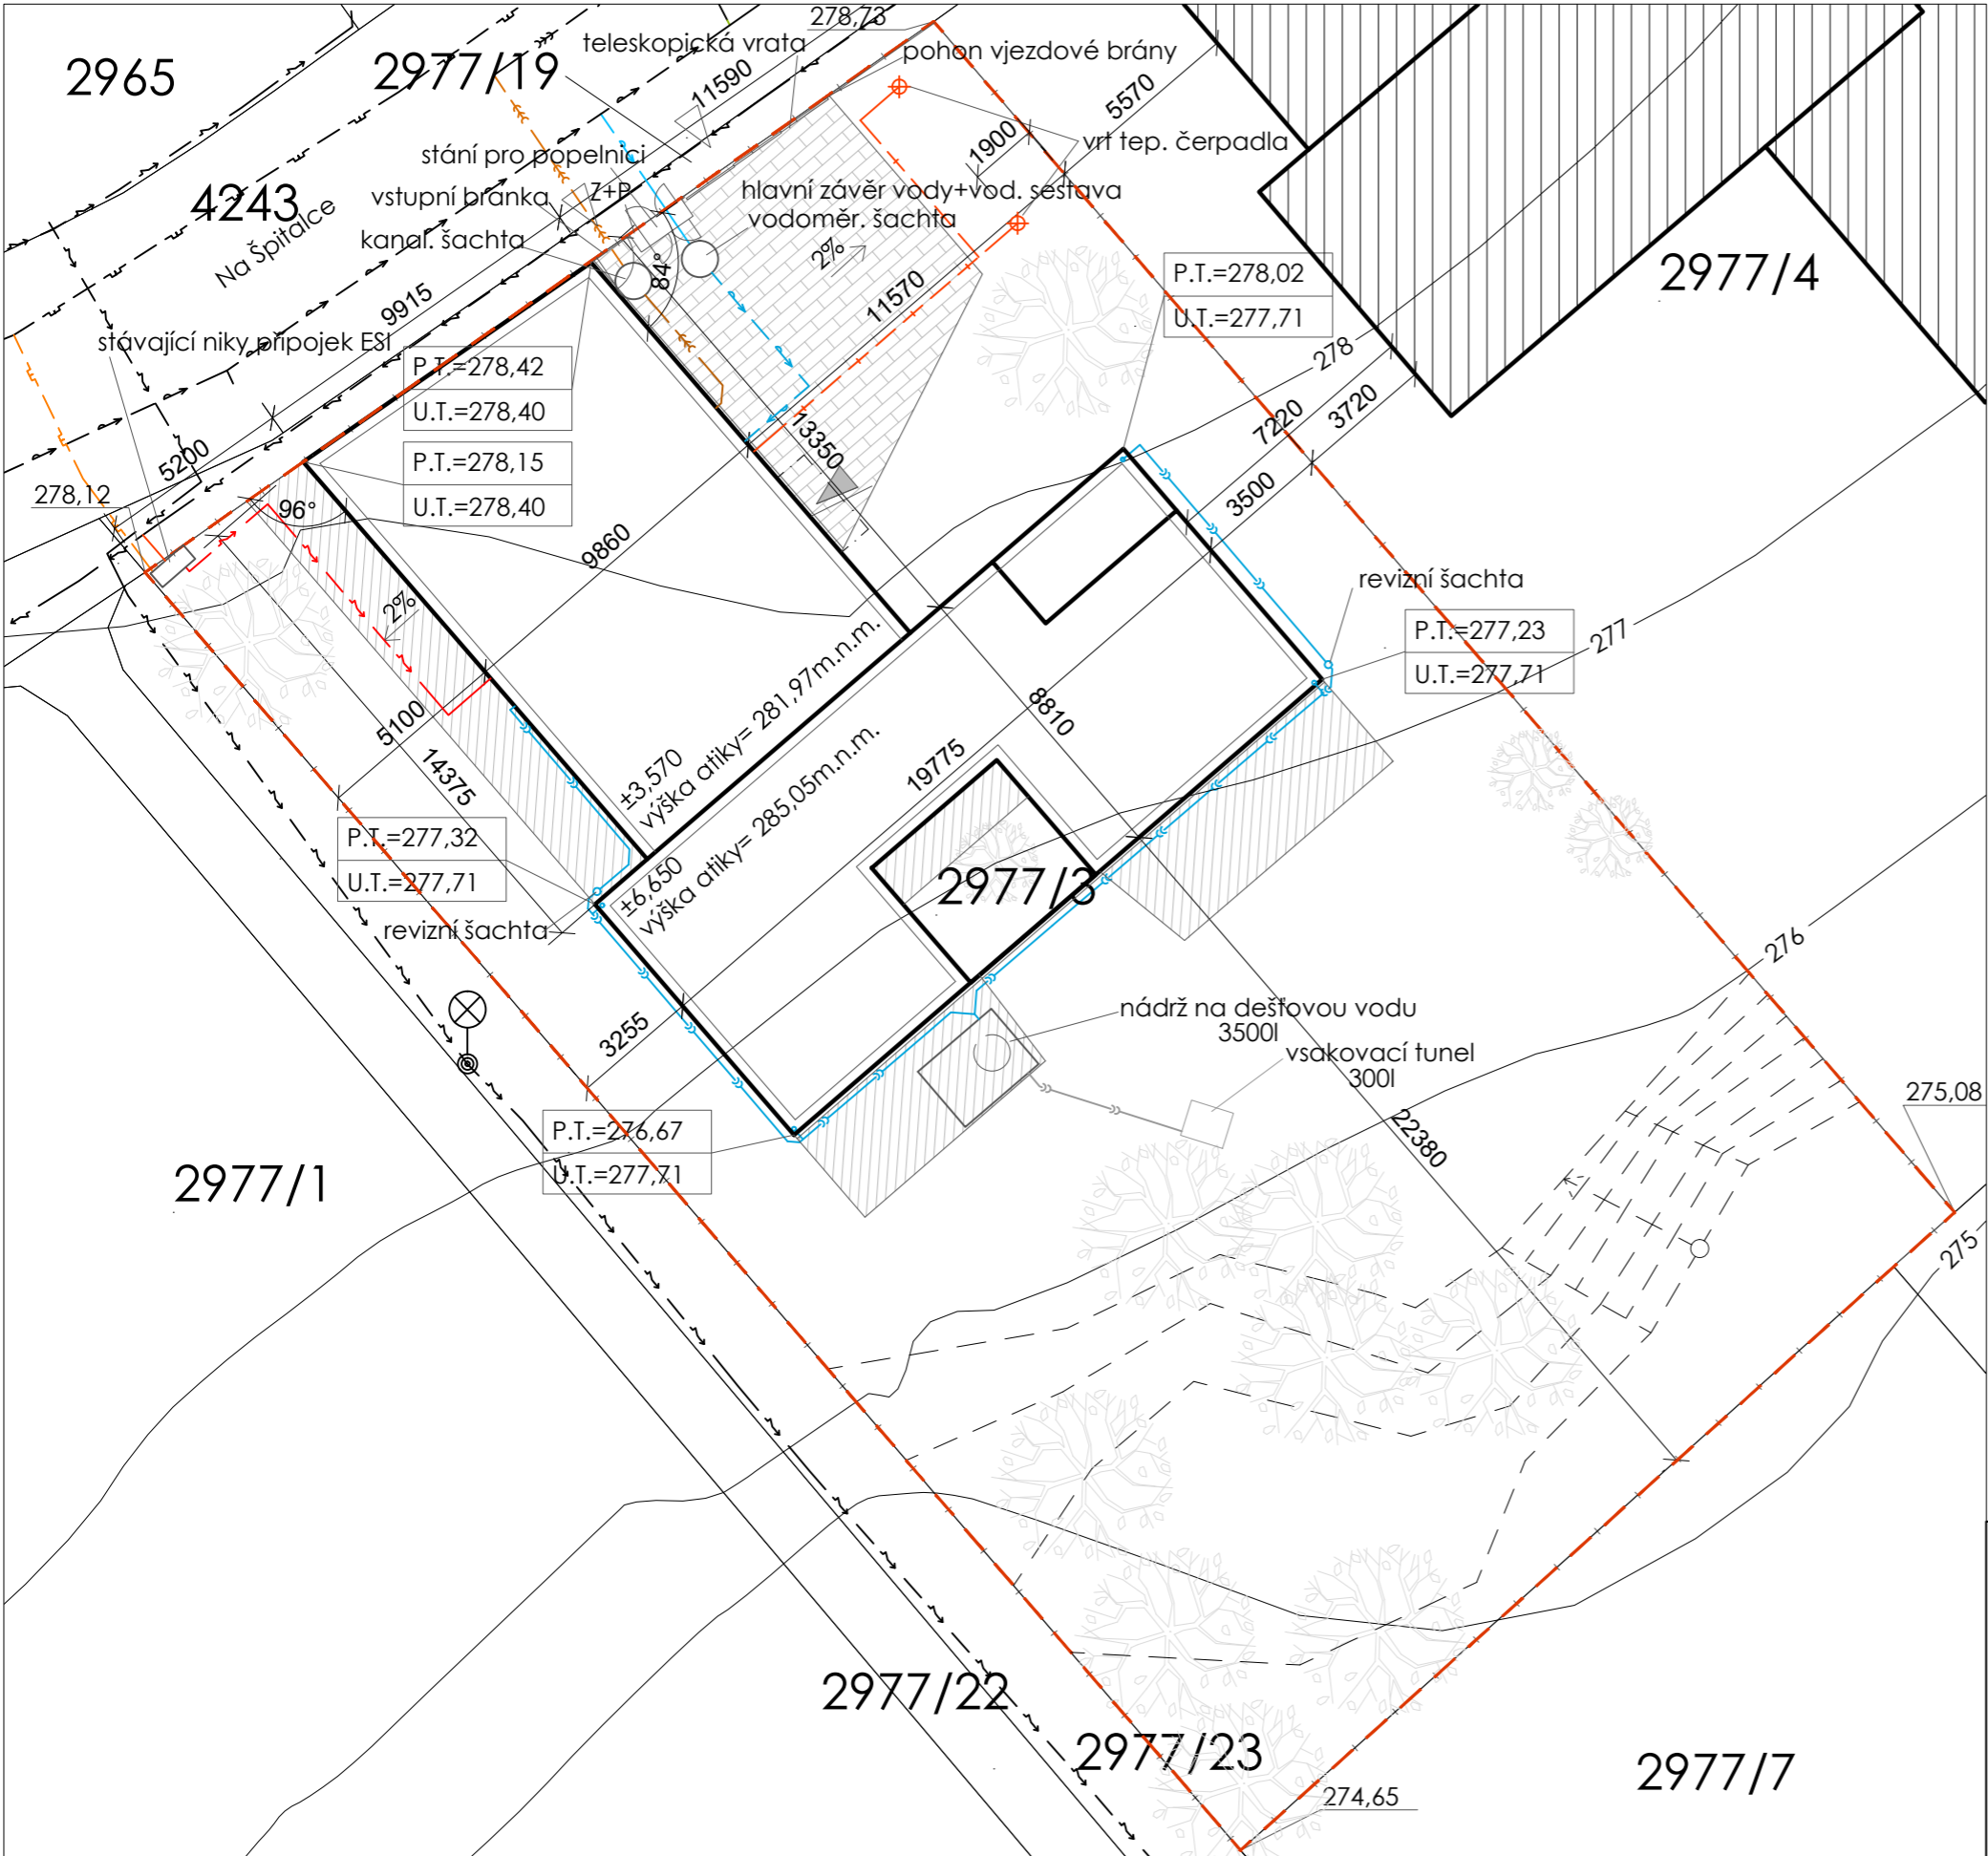 278,73
teleskopická vrata
pohon vjezdové brány
2965
2977/19
11590
5570
1900
vrt tep. čerpadla
stání pro popelnici
vstupní branka
Z+P
hlavní závěr vody+vod. sestava
vodoměr. šachta
4243
Na Špitalce
kanal. šachta
2%
84°
P.T.=278,02
U.T.=277,71
2977/4
11570
9915
stávající niky přípojek ESI
P.T.=278,42
U.T.=278,40
278
7220
3720
13350
5200
P.T.=278,15
U.T.=278,40
278,12
96°
3500
9860
revizní šachta
2%
P.T.=277,23
U.T.=277,71
277
5100
14375
±3,570
výška atiky= 281,97m.n.m.
8810
19775
±6,650
výška atiky= 285,05m.n.m.
P.T.=277,32
U.T.=277,71
2977/3
revizní šachta
276
nádrž na dešťovou vodu
3500l
3255
vsakovací tunel
300l
275,08
P.T.=276,67
U.T.=277,71
22380
2977/1
275
2977/22
2977/23
2977/7
274,65